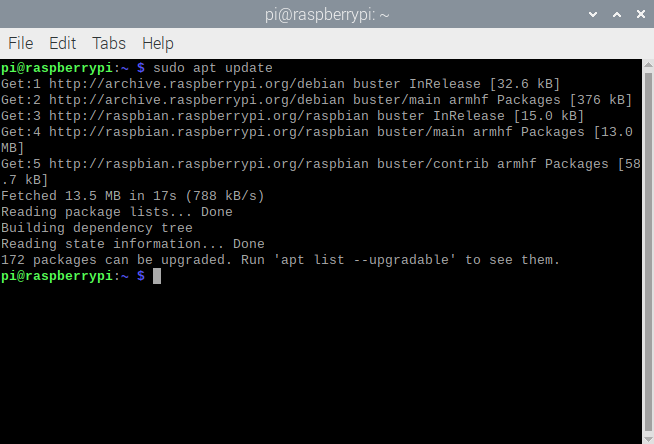 pi@raspberrypi: ~
File Edit Tabs Help
pi@raspberrypi:~ $ sudo apt update
Get:1 http://archive.raspberrypi.org/debian buster InRelease [32.6 kB]
Get:2 http://archive.raspberrypi.org/debian buster/main armhf Packages [376 kB]
Get:3 http://raspbian.raspberrypi.org/raspbian buster InRelease [15.0 kB]
Get:4 http://raspbian.raspberrypi.org/raspbian buster/main armhf Packages [13.0
MB]
Get:5 http://raspbian.raspberrypi.org/raspbian buster/contrib armhf Packages [58
.7 kB]
Fetched 13.5 MB in 17s (788 kB/s)
Reading package lists... Done
Building dependency tree
Reading state information... Done
172 packages can be upgraded. Run 'apt list --upgradable' to see them.
pi@raspberrypi:~ $